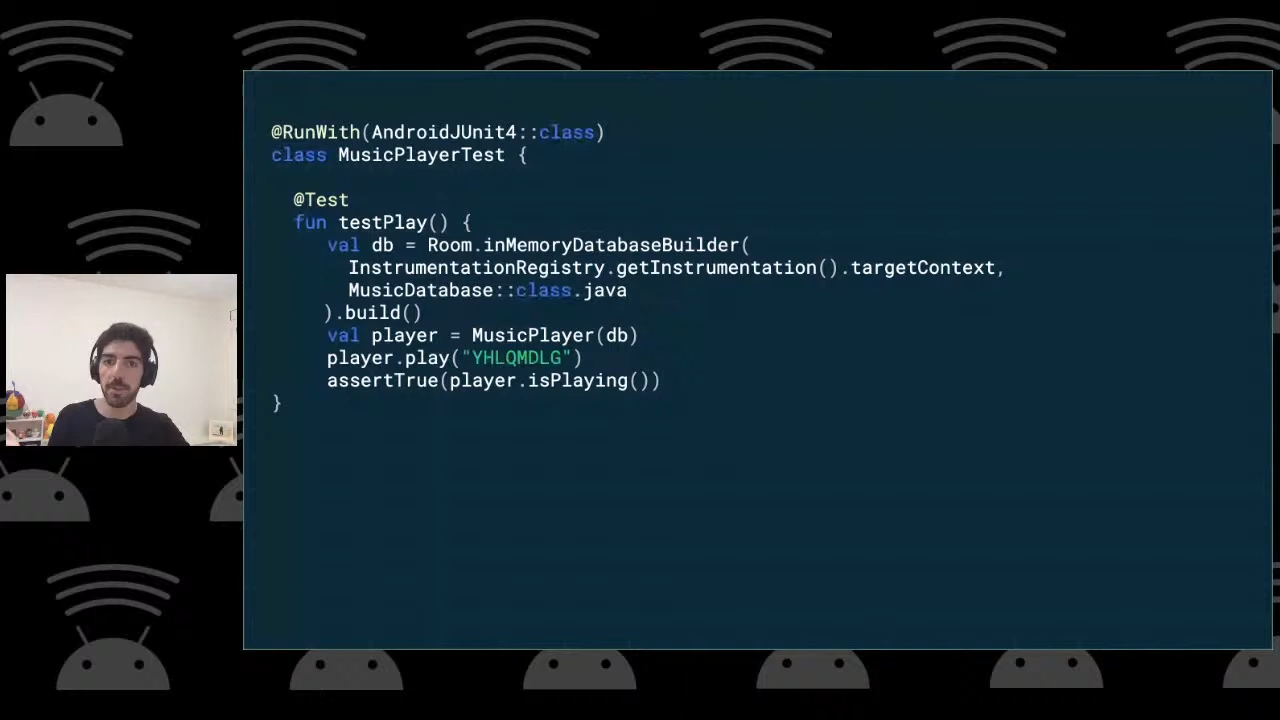 @RunWith(AndroidJUnit4::class)
class MusicPlayerTest {
@Test
fun testPlay() {
val db = Room.inMemoryDatabaseBuilder(
InstrumentationRegistry.getInstrumentation().targetContext,
MusicDatabase::class.java
).build()
val player = MusicPlayer(db)
player.play("YHLQMDLG")
assertTrue(player.isPlaying())
}